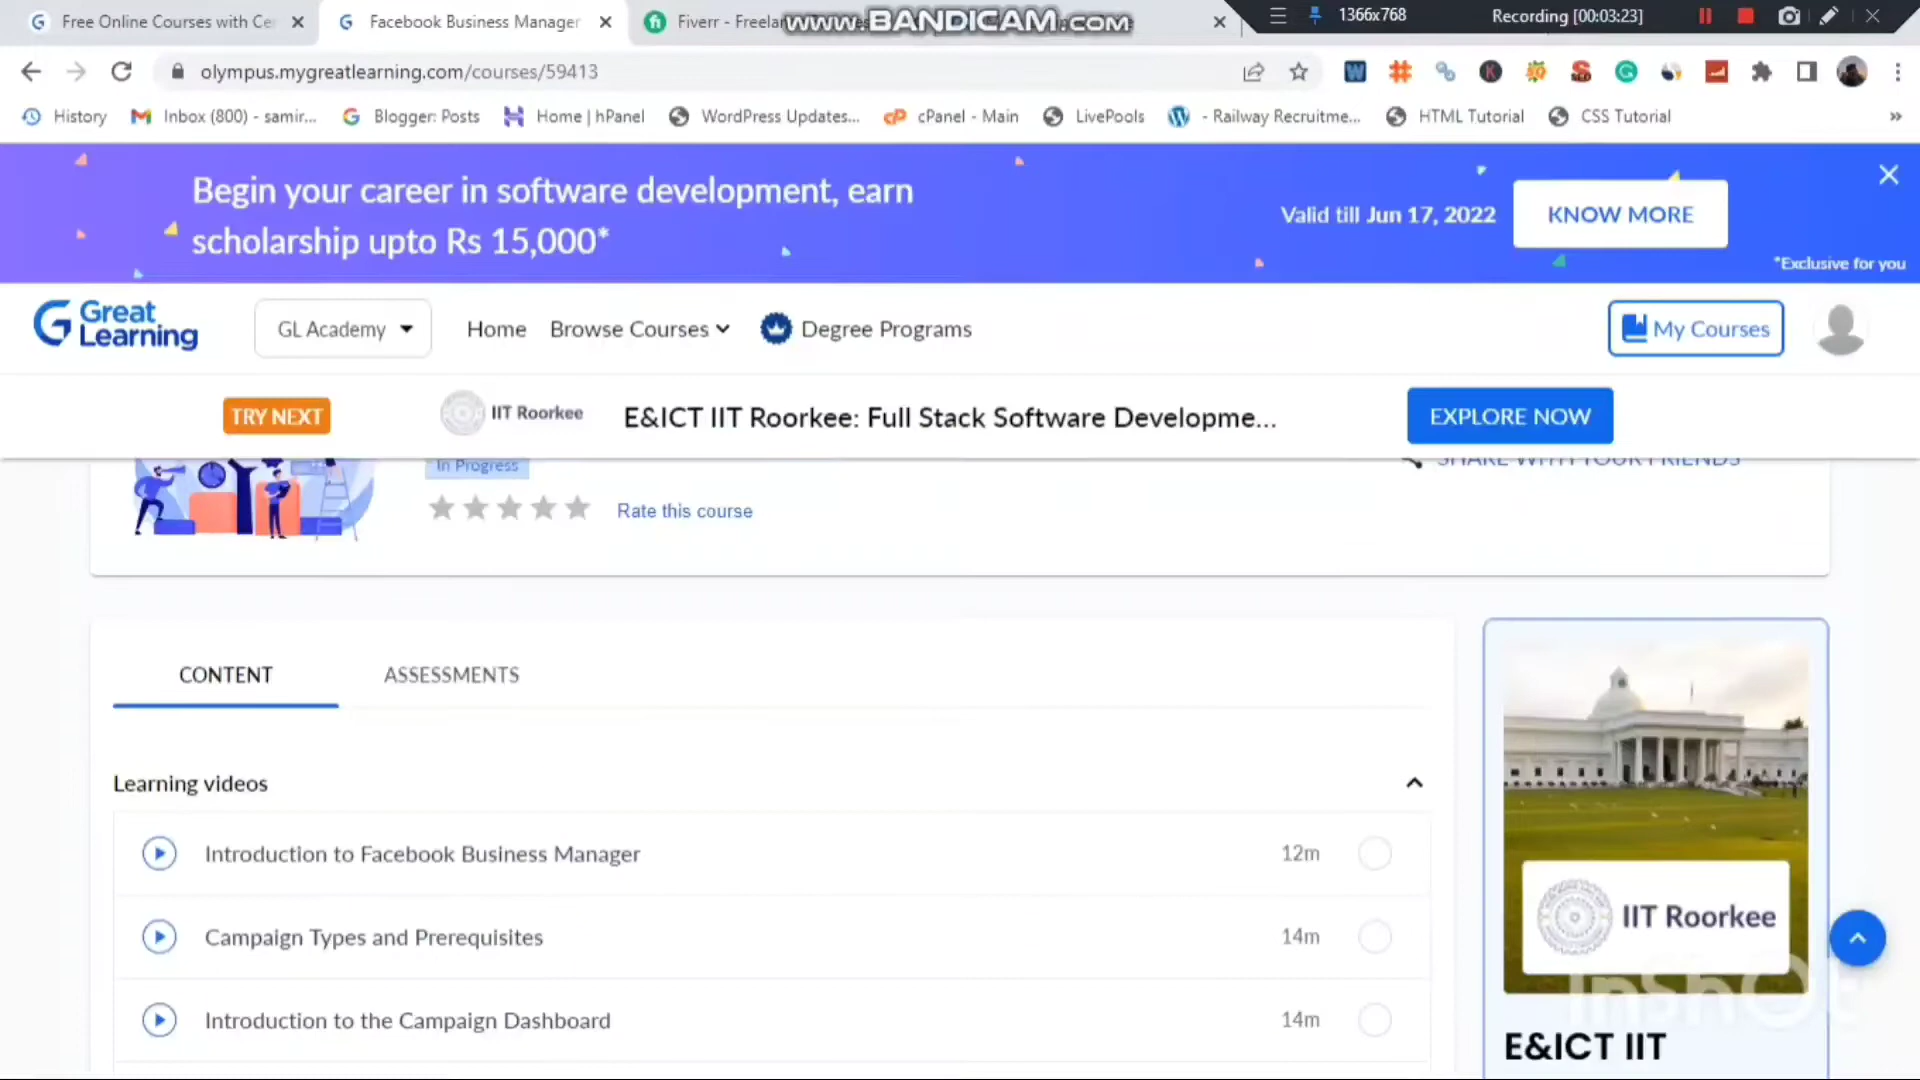 Free Online Courses with Ce
Facebook Business Manager
Fiverr - Freela
www.BANDICAM.com
1366x768
Recording [00:03:23]
olympus.mygreatlearning.com/courses/59413
History
Inbox (800) - samir...
Blogger: Posts
Home | hPanel
WordPress Updates...
cPanel - Main
LivePools
- Railway Recruitme...
HTML Tutorial
CSS Tutorial
»
Begin your career in software development, earn
scholarship upto Rs 15,000*
Valid till Jun 17, 2022
KNOW MORE
*Exclusive for you
Great
Learning
GL Academy
Home
Browse Courses
Degree Programs
My Courses
TRY NEXT
IIT Roorkee
E&ICT IIT Roorkee: Full Stack Software Developme...
EXPLORE NOW
In Progress
SHARE WITH YOUR FRIENDS
Rate this course
CONTENT
ASSESSMENTS
Learning videos
Introduction to Facebook Business Manager
12m
Campaign Types and Prerequisites
14m
Introduction to the Campaign Dashboard
14m
IIT Roorkee
InShOt
E&ICT IIT